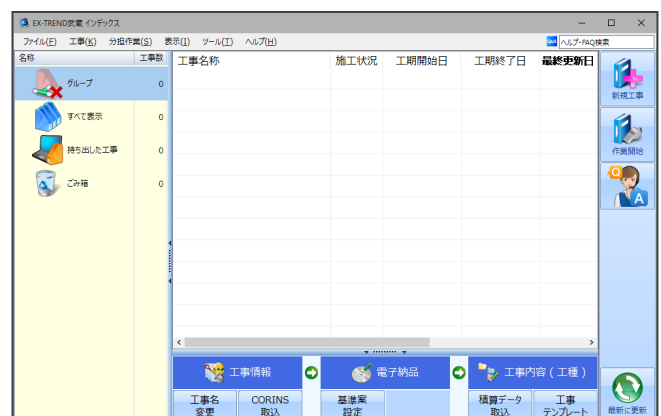 EX-TREND武蔵 インデックス
ファイル(F) 工事(K) 分担作業(S) 表示(I) ツール(T) ヘルプ(H) Q&A ヘルプ・FAQ検索
名称 工事数 工事名称 施工状況 工期開始日 工期終了日 最終更新日
グループ 0
新規工事
すべて表示 0
持ち出した工事 0
作業開始
ごみ箱 0
Q
A
工事情報 電子納品 工事内容(工種)
工事名 CORINS 基準案 積算データ 工事
変更 取込 設定 取込 テンプレート
最新に更新